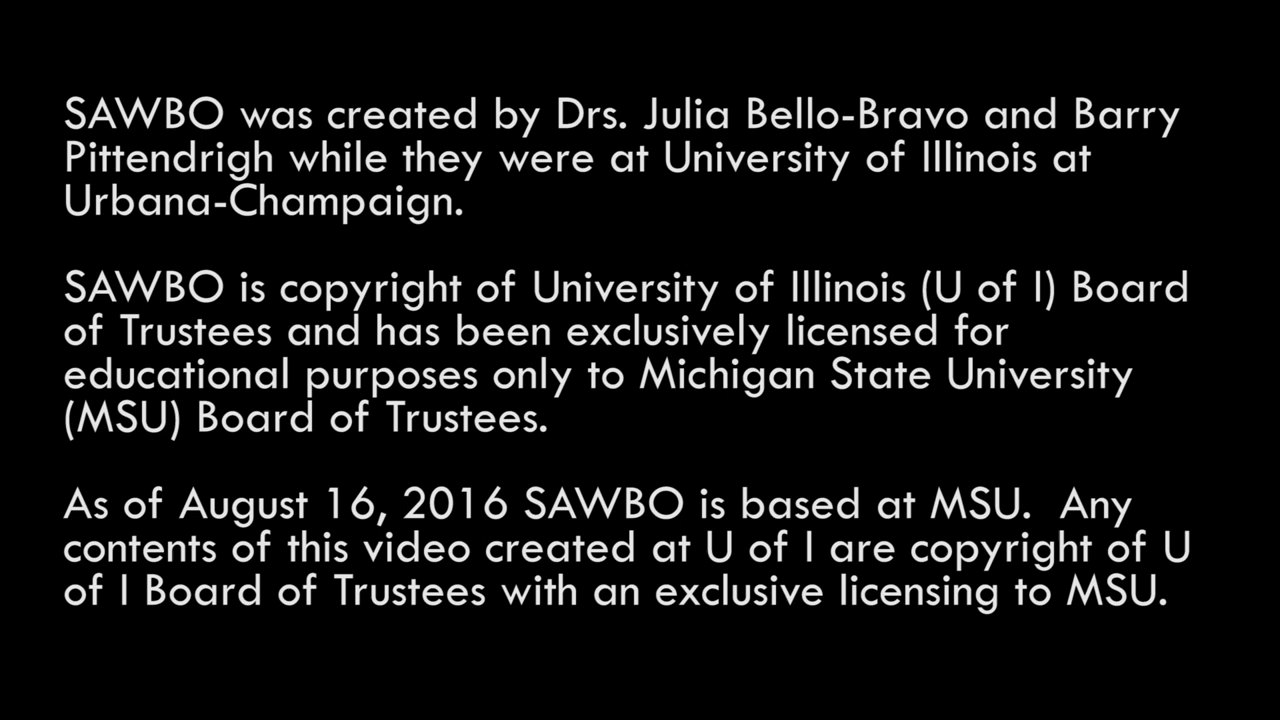 SAWBO was created by Drs. Julia Bello-Bravo and Barry
Pittendrigh while they were at University of Illinois at
Urbana-Champaign.
SAWBO is copyright of University of Illinois (U of I) Board
of Trustees and has been exclusively licensed for
educational purposes only to Michigan State University
(MSU) Board of Trustees.
As of August 16, 2016 SAWBO is based at MSU.  Any
contents of this video created at U of I are copyright of U
of I Board of Trustees with an exclusive licensing to MSU.